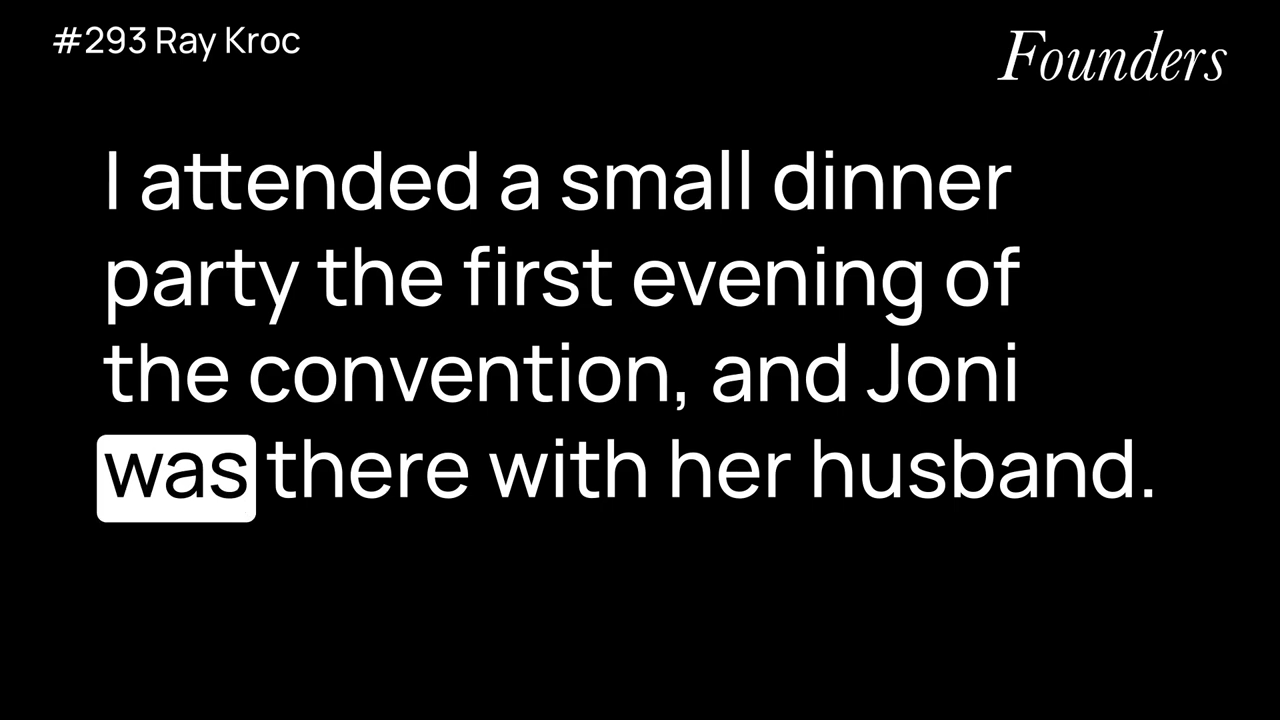 #293 Ray Kroc
Founders
I attended a small dinner
party the first evening of
the convention, and Joni
was there with her husband.